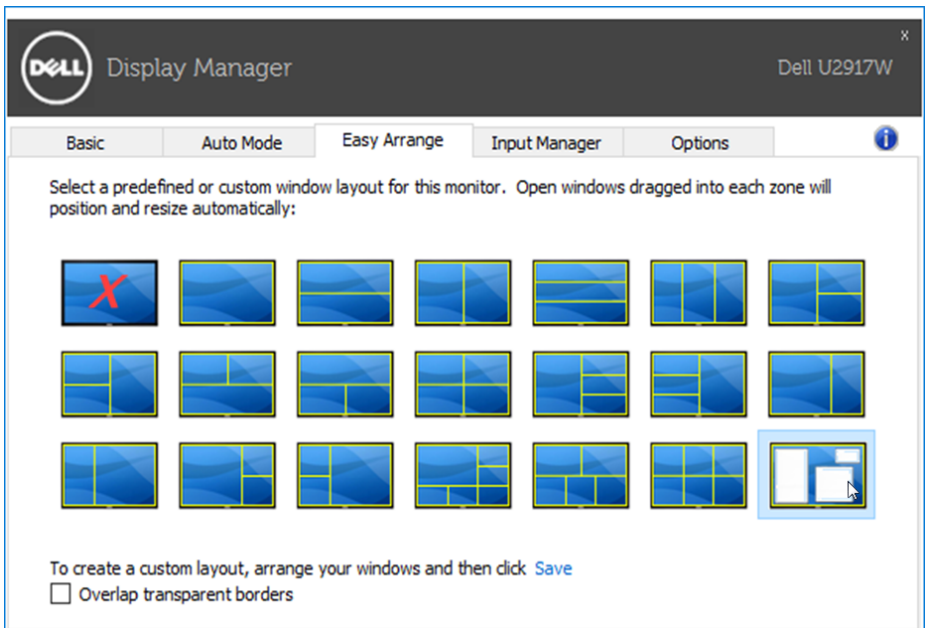 x
DELL Display Manager Dell U2917W
Basic Auto Mode Easy Arrange Input Manager Options i
Select a predefined or custom window layout for this monitor. Open windows dragged into each zone will
position and resize automatically:
X
To create a custom layout, arrange your windows and then click Save
Overlap transparent borders